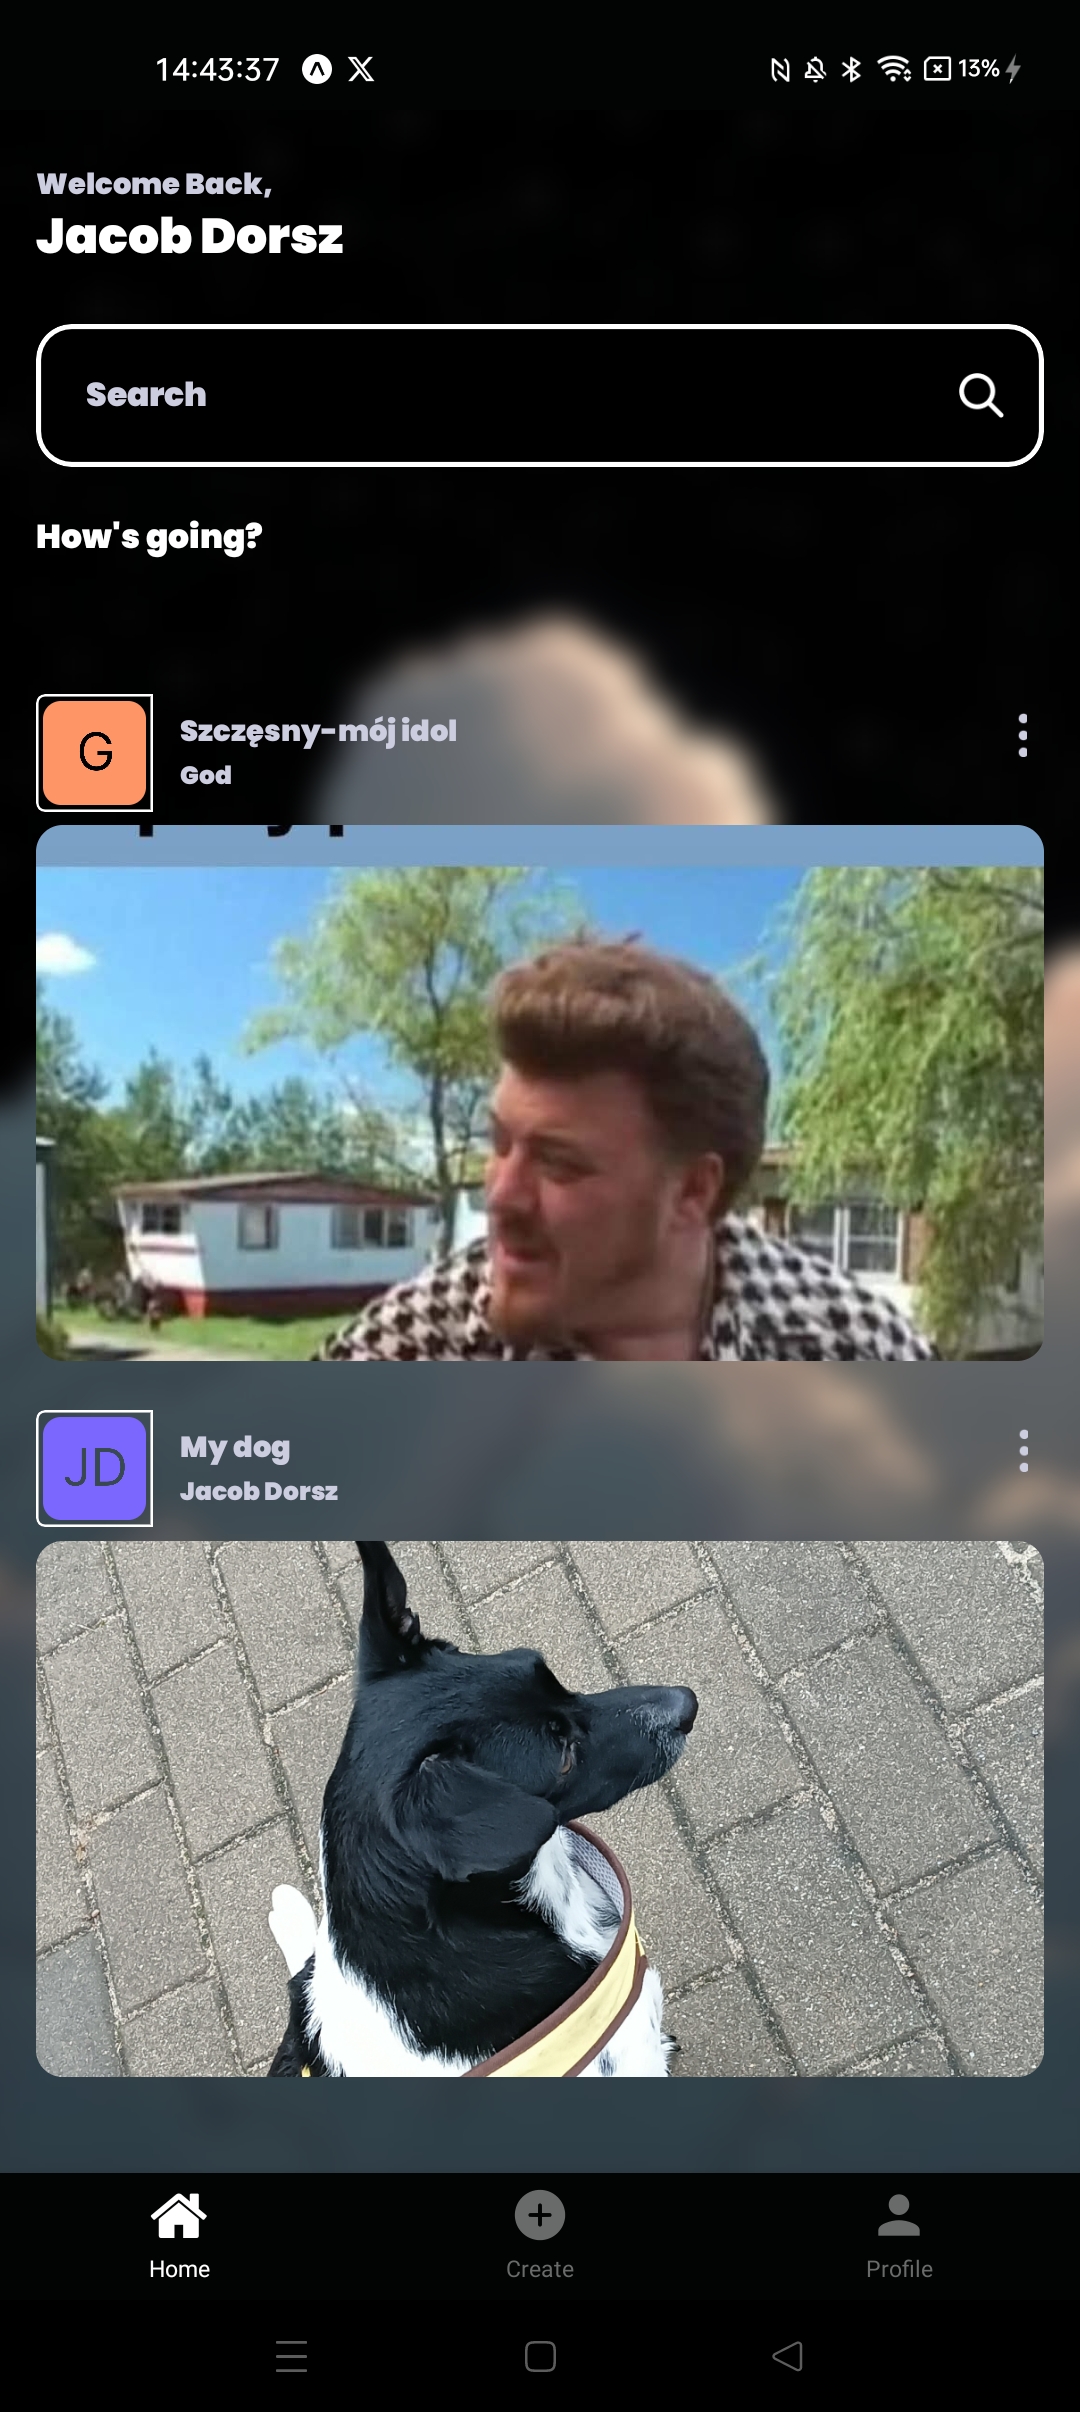 14:43:37
13%
Welcome Back,
Jacob Dorsz
Search
How's going?
G
Szczęsny-mój idol
God
JD
My dog
Jacob Dorsz
Home
Create
Profile